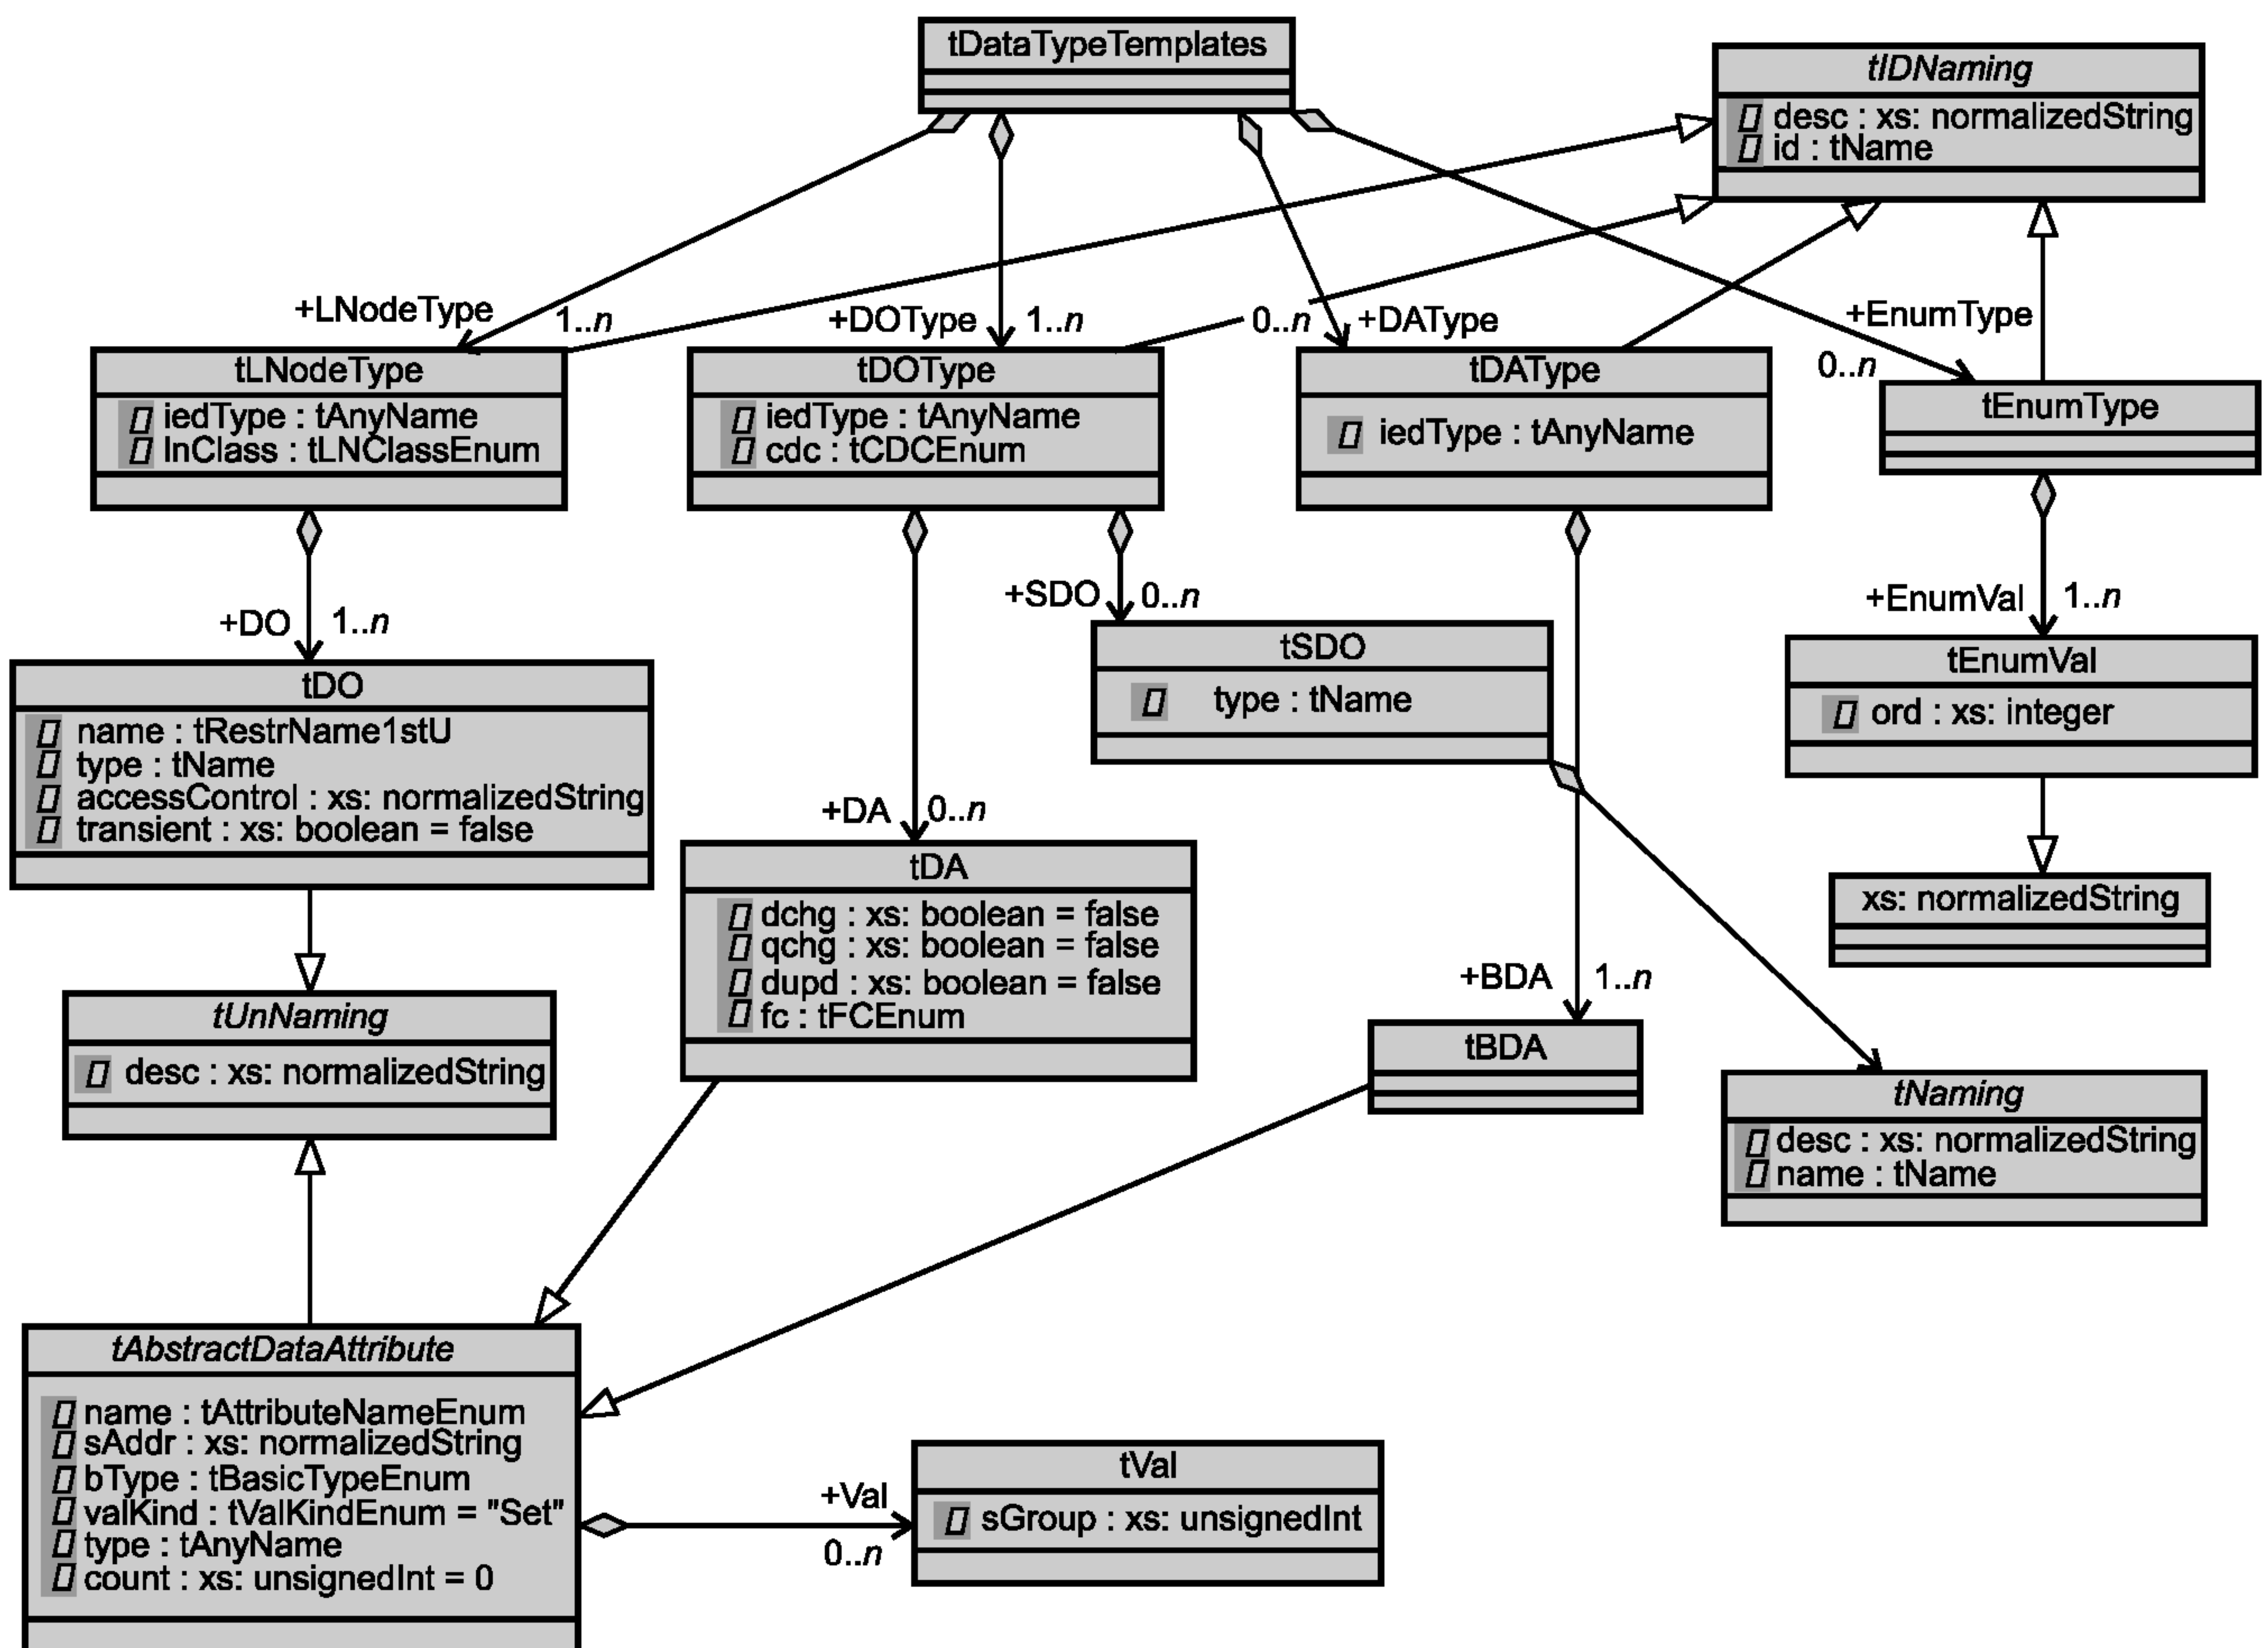 tDataTypeTemplates
tIDNaming
desc : xs: normalizedString
id : tName
+LNodeType
1..n
+DOType
1..n
0..n
+DAType
+EnumType
0..n
tLNodeType
iedType : tAnyName
lnClass : tLNClassEnum
tDOType
iedType : tAnyName
cdc : tCDCEnum
tDAType
iedType : tAnyName
tEnumType
+DO
1..n
+SDO
0..n
+EnumVal
1..n
tDO
name : tRestrName1stU
type : tName
accessControl : xs: normalizedString
transient : xs: boolean = false
tSDO
type : tName
tEnumVal
ord : xs: integer
+DA
0..n
tDA
dchg : xs: boolean = false
qchg : xs: boolean = false
dupd : xs: boolean = false
fc : tFCEnum
xs: normalizedString
+BDA
1..n
tUnNaming
desc : xs: normalizedString
tBDA
tNaming
desc : xs: normalizedString
name : tName
tAbstractDataAttribute
name : tAttributeNameEnum
sAddr : xs: normalizedString
bType : tBasicTypeEnum
valKind : tValKindEnum = "Set"
type : tAnyName
count : xs: unsignedInt = 0
+Val
0..n
tVal
sGroup : xs: unsignedInt